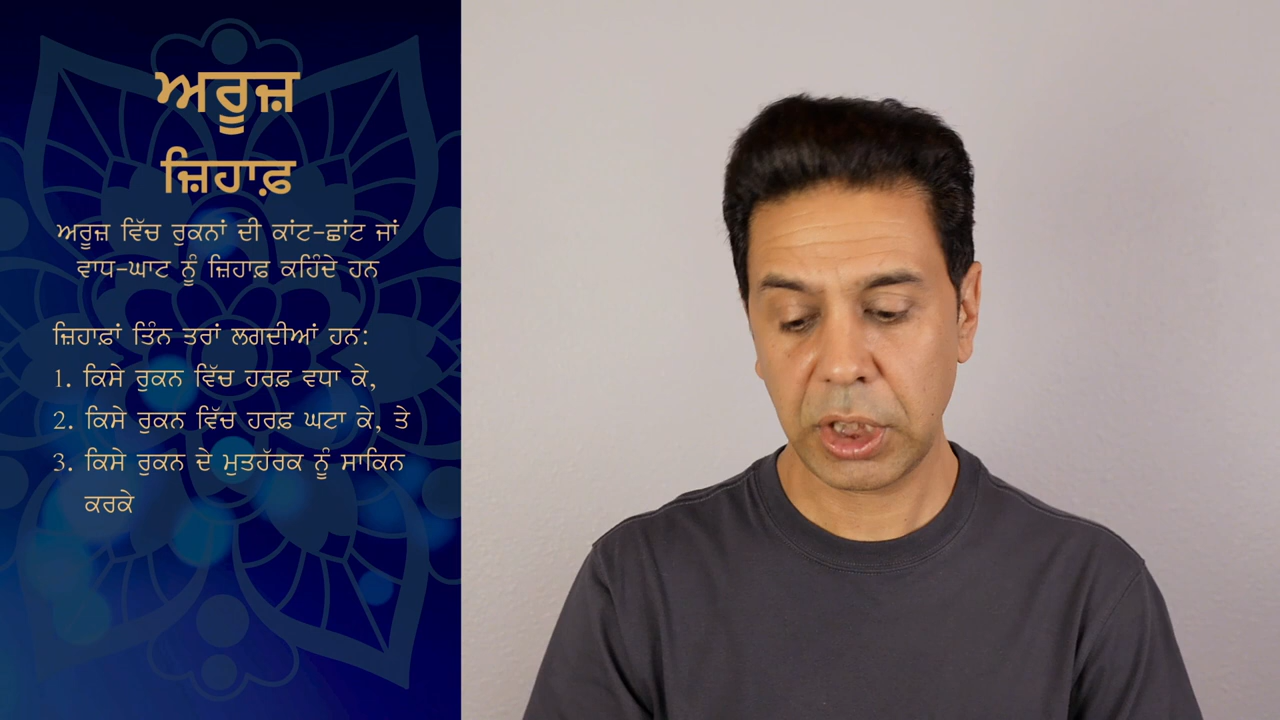 ਅਰੂਜ਼
ਜ਼ਿਹਾਫ਼
ਅਰੂਜ਼ ਵਿੱਚ ਰੁਕਨਾਂ ਦੀ ਕਾਂਟ-ਛਾਂਟ ਜਾਂ
ਵਾਧ-ਘਾਟ ਨੂੰ ਜ਼ਿਹਾਫ਼ ਕਹਿੰਦੇ ਹਨ
ਜ਼ਿਹਾਫ਼ਾਂ ਤਿੰਨ ਤਰਾਂ ਲਗਦੀਆਂ ਹਨ:
1. ਕਿਸੇ ਰੁਕਨ ਵਿੱਚ ਹਰਫ਼ ਵਧਾ ਕੇ,
2. ਕਿਸੇ ਰੁਕਨ ਵਿੱਚ ਹਰਫ਼ ਘਟਾ ਕੇ, ਤੇ
3. ਕਿਸੇ ਰੁਕਨ ਦੇ ਮੁਤਹੱਰਕ ਨੂੰ ਸਾਕਿਨ
ਕਰਕੇ